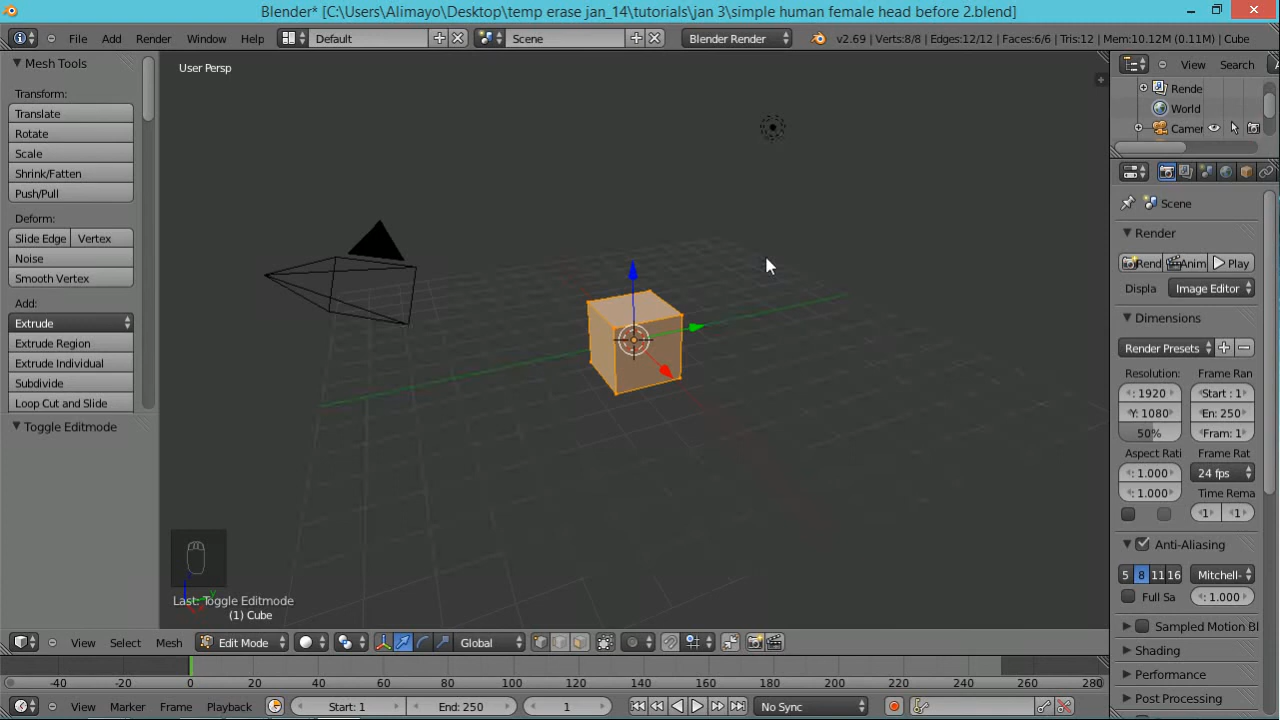 Blender* [C:\Users\Alimayo\Desktop\temp erase jan_14\tutorials\jan 3\simple human female head before 2.blend]
File Add Render Window Help Default Scene Blender Render v2.69 | Verts:8/8 | Edges:12/12 | Faces:6/6 | Tris:12 | Mem:10.12M (0.11M) | Cube
Mesh Tools
Transform:
Translate
Rotate
Scale
Shrink/Fatten
Push/Pull
Deform:
Slide Edge Vertex
Noise
Smooth Vertex
Add:
Extrude
Extrude Region
Extrude Individual
Subdivide
Loop Cut and Slide
Toggle Editmode
User Persp
Last: Toggle Editmode
(1) Cube
View Search
Rende
World
Camer
Scene
Render
Rend Anim Play
Displa Image Editor
Dimensions
Render Presets
Resolution: Frame Ran
: 1920 Start : 1
Y: 1080 En: 250
50% Fram: 1
Aspect Rati Frame Rat
: 1.000 24 fps
: 1.000 Time Rema
1 1
Anti-Aliasing
5 8 11 16 Mitchell-
Full Sa : 1.000
Sampled Motion Bl
Shading
Performance
Post Processing
View Select Mesh Edit Mode Global
-40 -20 0 20 40 60 80 100 120 140 160 180 200 220 240 260 280
View Marker Frame Playback Start: 1 End: 250 1 No Sync